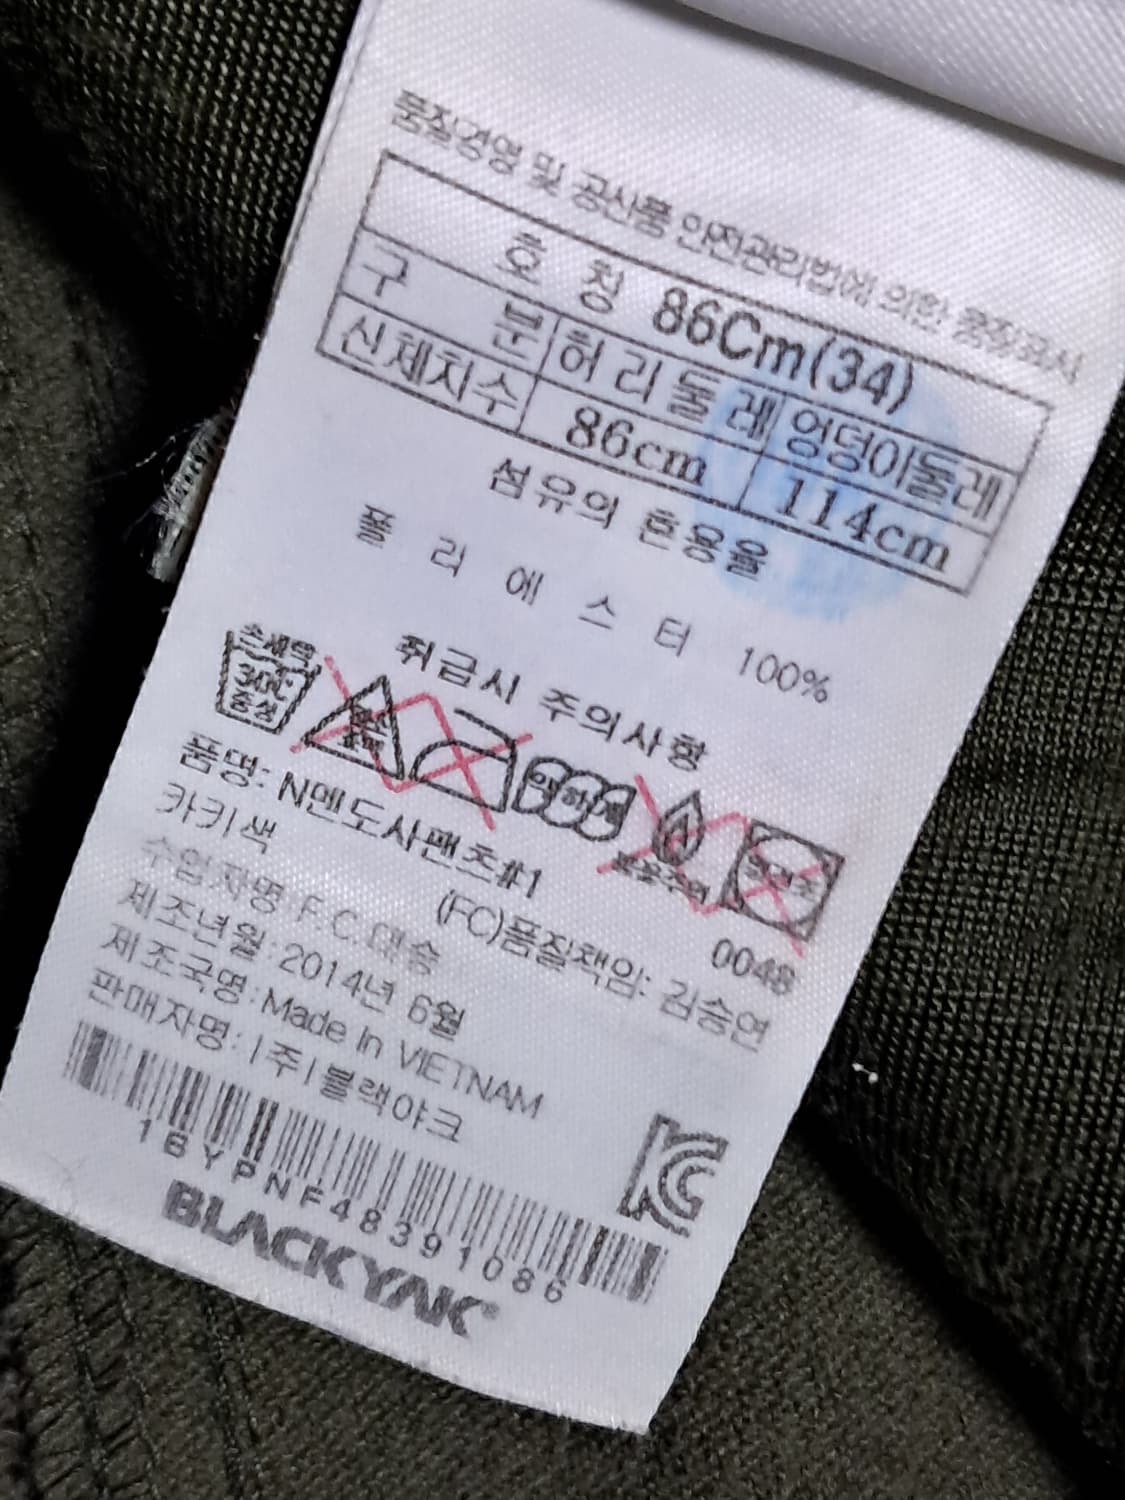 품질경영 및 공산품 안전관리법에 의한 품질표시
호 칭 86Cm(34)
구 분 허리둘레 엉덩이둘레
신체치수 86cm 114cm
섬유의 혼용율
폴 리 에 스 터 100%
취급시 주의사항
손세탁
30℃
중성
약하게
드라이
0048
품명: N멘도사팬츠#1
카키색
(FC)품질책임: 김승연
수입자명: F.C.대승
제조년월: 2014년 6월
제조국명: Made In VIETNAM
판매자명: (주)블랙야크
1BYPNF48391086
BLACKYAK